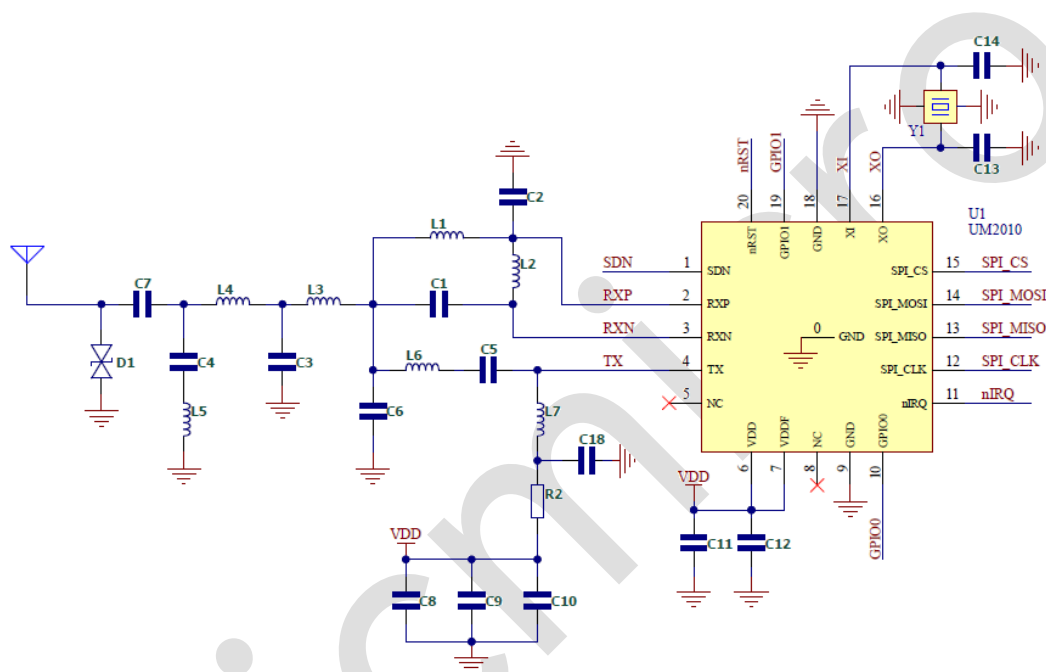 C14
Y1
C13
nRST
GPIO1
XI
XO
20
19
18
17
16
nRST
GPIO1
GND
XI
XO
U1
UM2010
C2
L1
L2
C7
L4
L3
C1
SDN
1
SDN
RXP
2
RXP
RXN
3
RXN
TX
4
TX
5
NC
SPI_CS
15
SPI_CS
SPI_MOSI
14
SPI_MOSI
SPI_MISO
13
SPI_MISO
SPI_CLK
12
SPI_CLK
nIRQ
11
nIRQ
0
GND
D1
C4
C3
L6
C5
L5
C6
L7
C18
R2
VDD
VDDF
NC
GND
GPIO0
6
7
8
9
10
VDD
GPIO0
C11
C12
VDD
C8
C9
C10